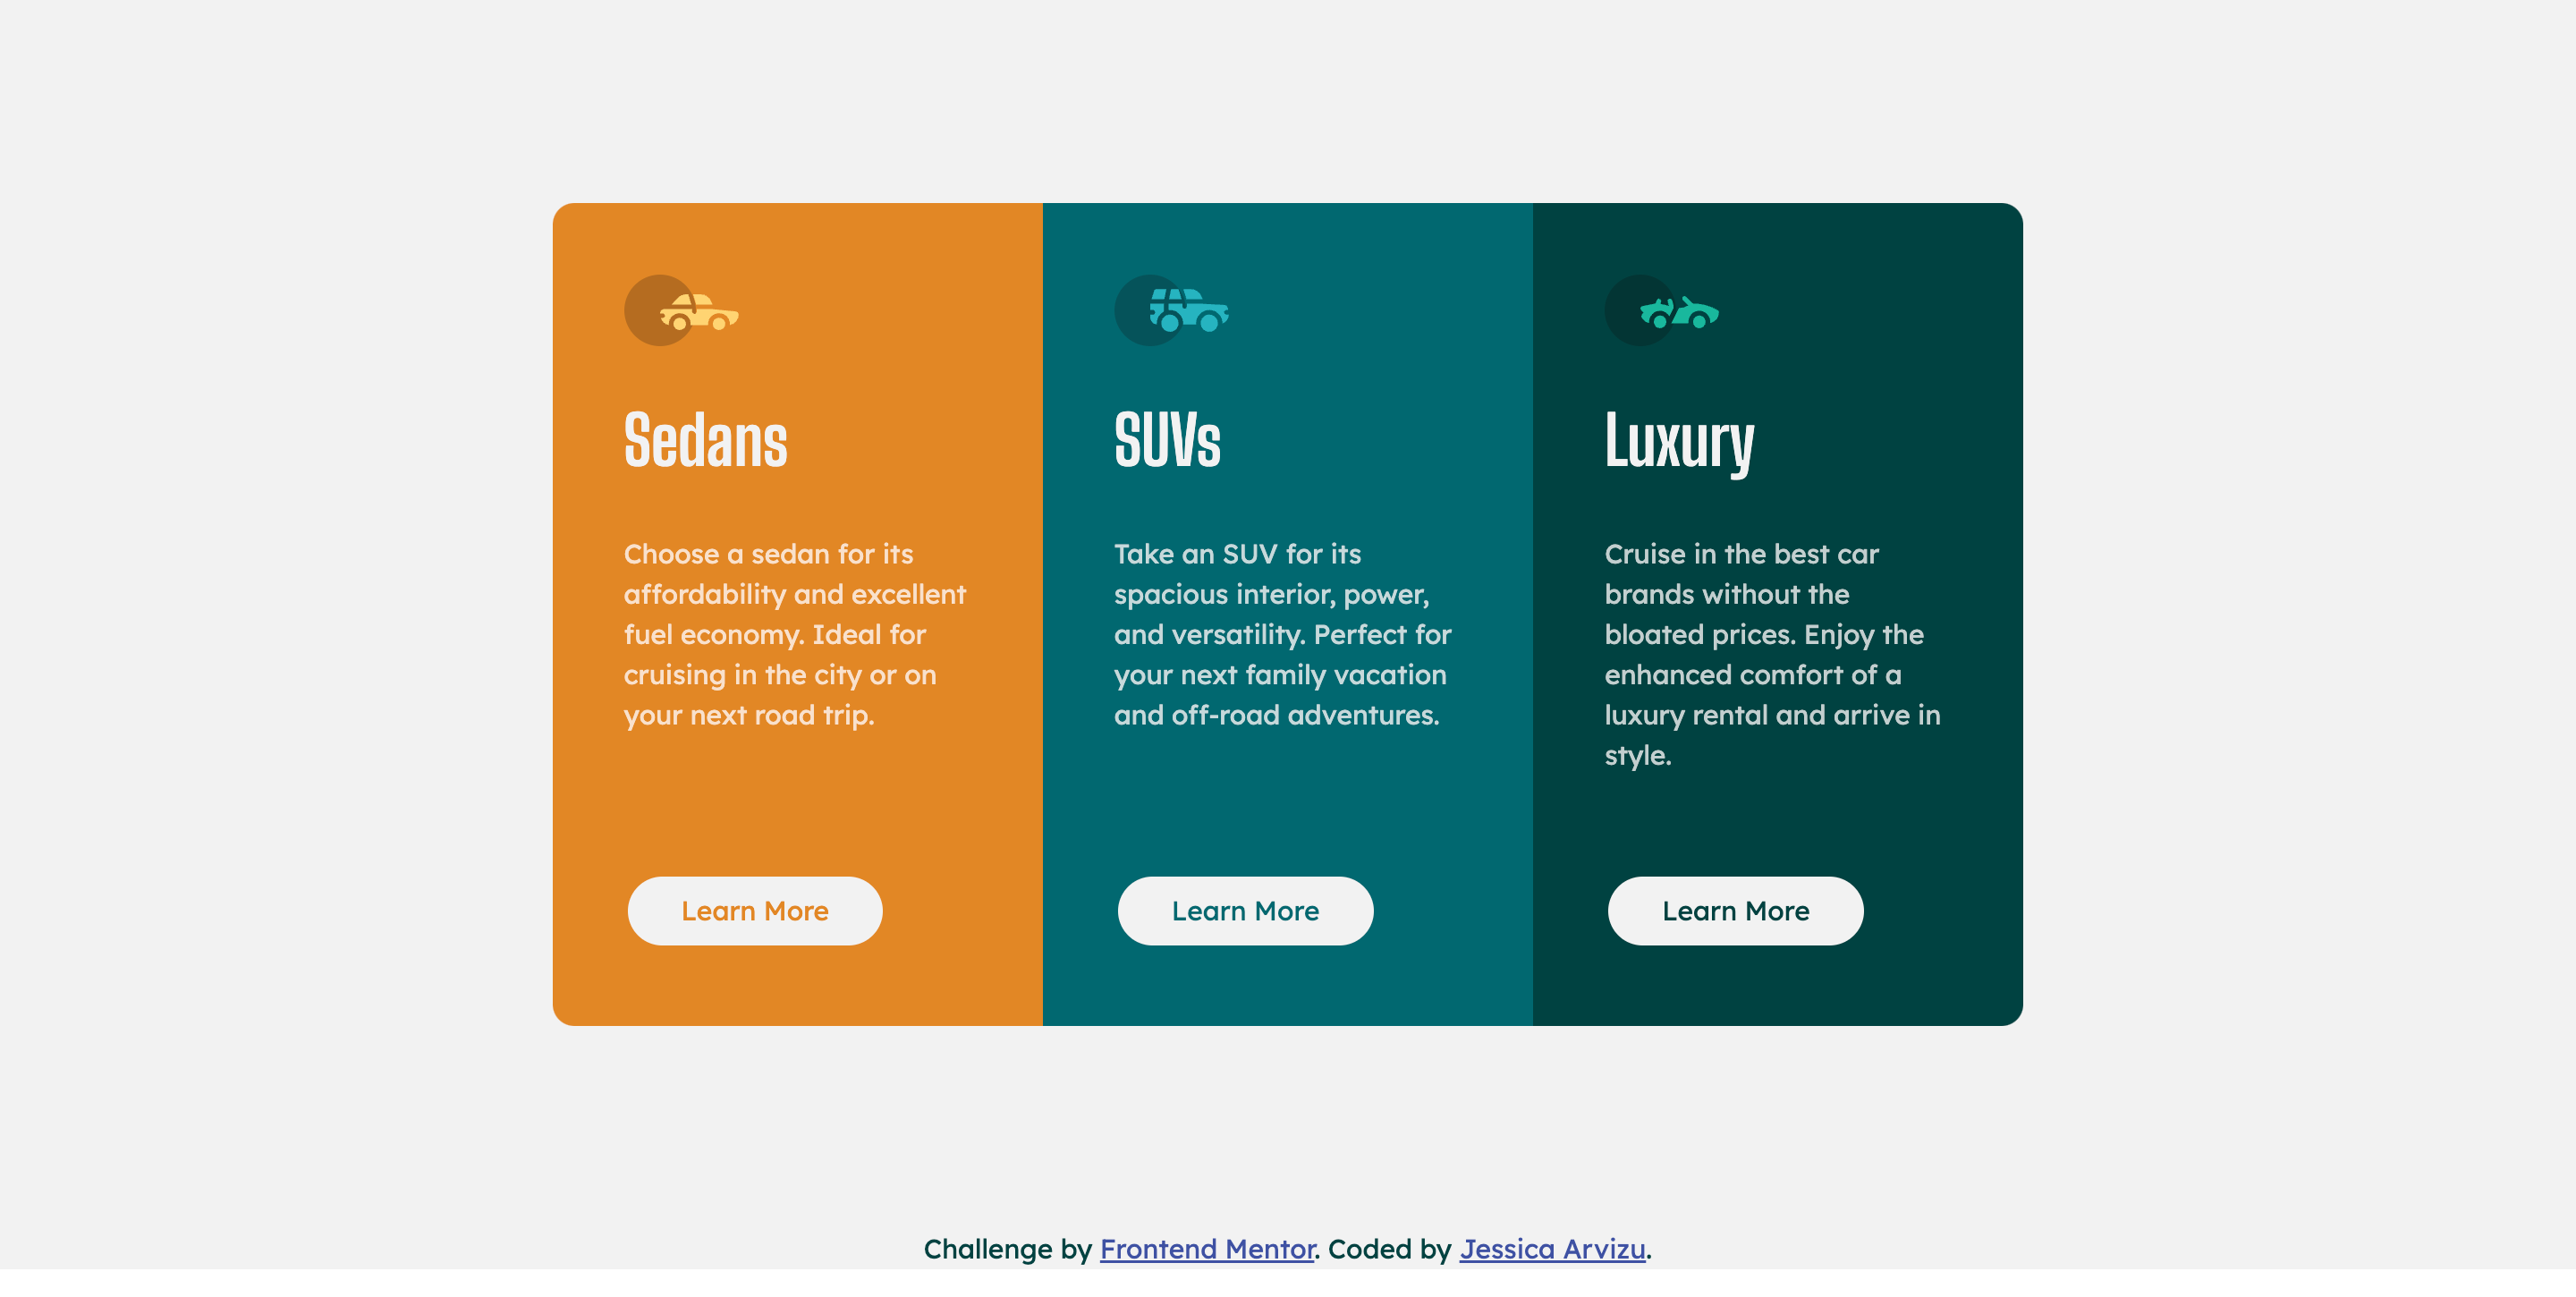 Sedans
Choose a sedan for its
affordability and excellent
fuel economy. Ideal for
cruising in the city or on
your next road trip.
Learn More
SUVs
Take an SUV for its
spacious interior, power,
and versatility. Perfect for
your next family vacation
and off-road adventures.
Learn More
Luxury
Cruise in the best car
brands without the
bloated prices. Enjoy the
enhanced comfort of a
luxury rental and arrive in
style.
Learn More
Challenge by Frontend Mentor. Coded by Jessica Arvizu.